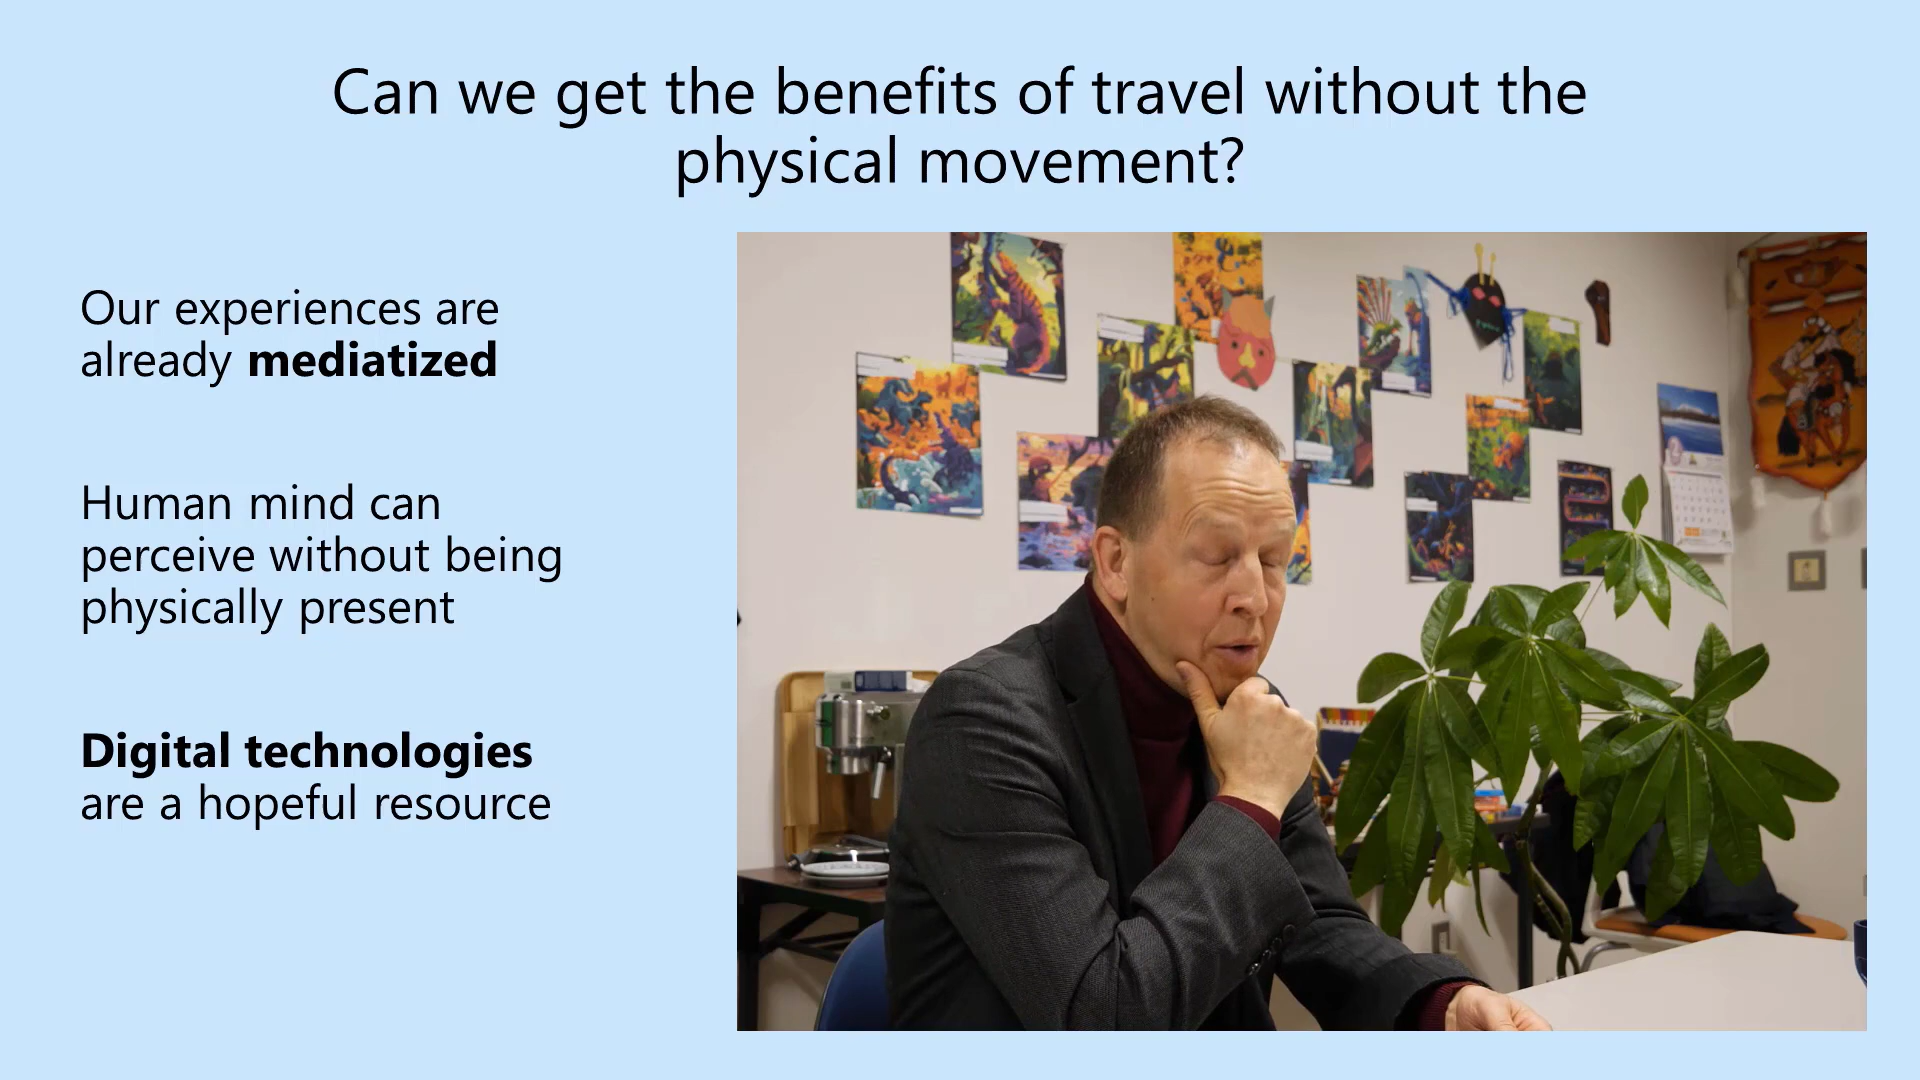 Can we get the benefits of travel without the
physical movement?
Our experiences are
already mediatized
Human mind can
perceive without being
physically present
Digital technologies
are a hopeful resource